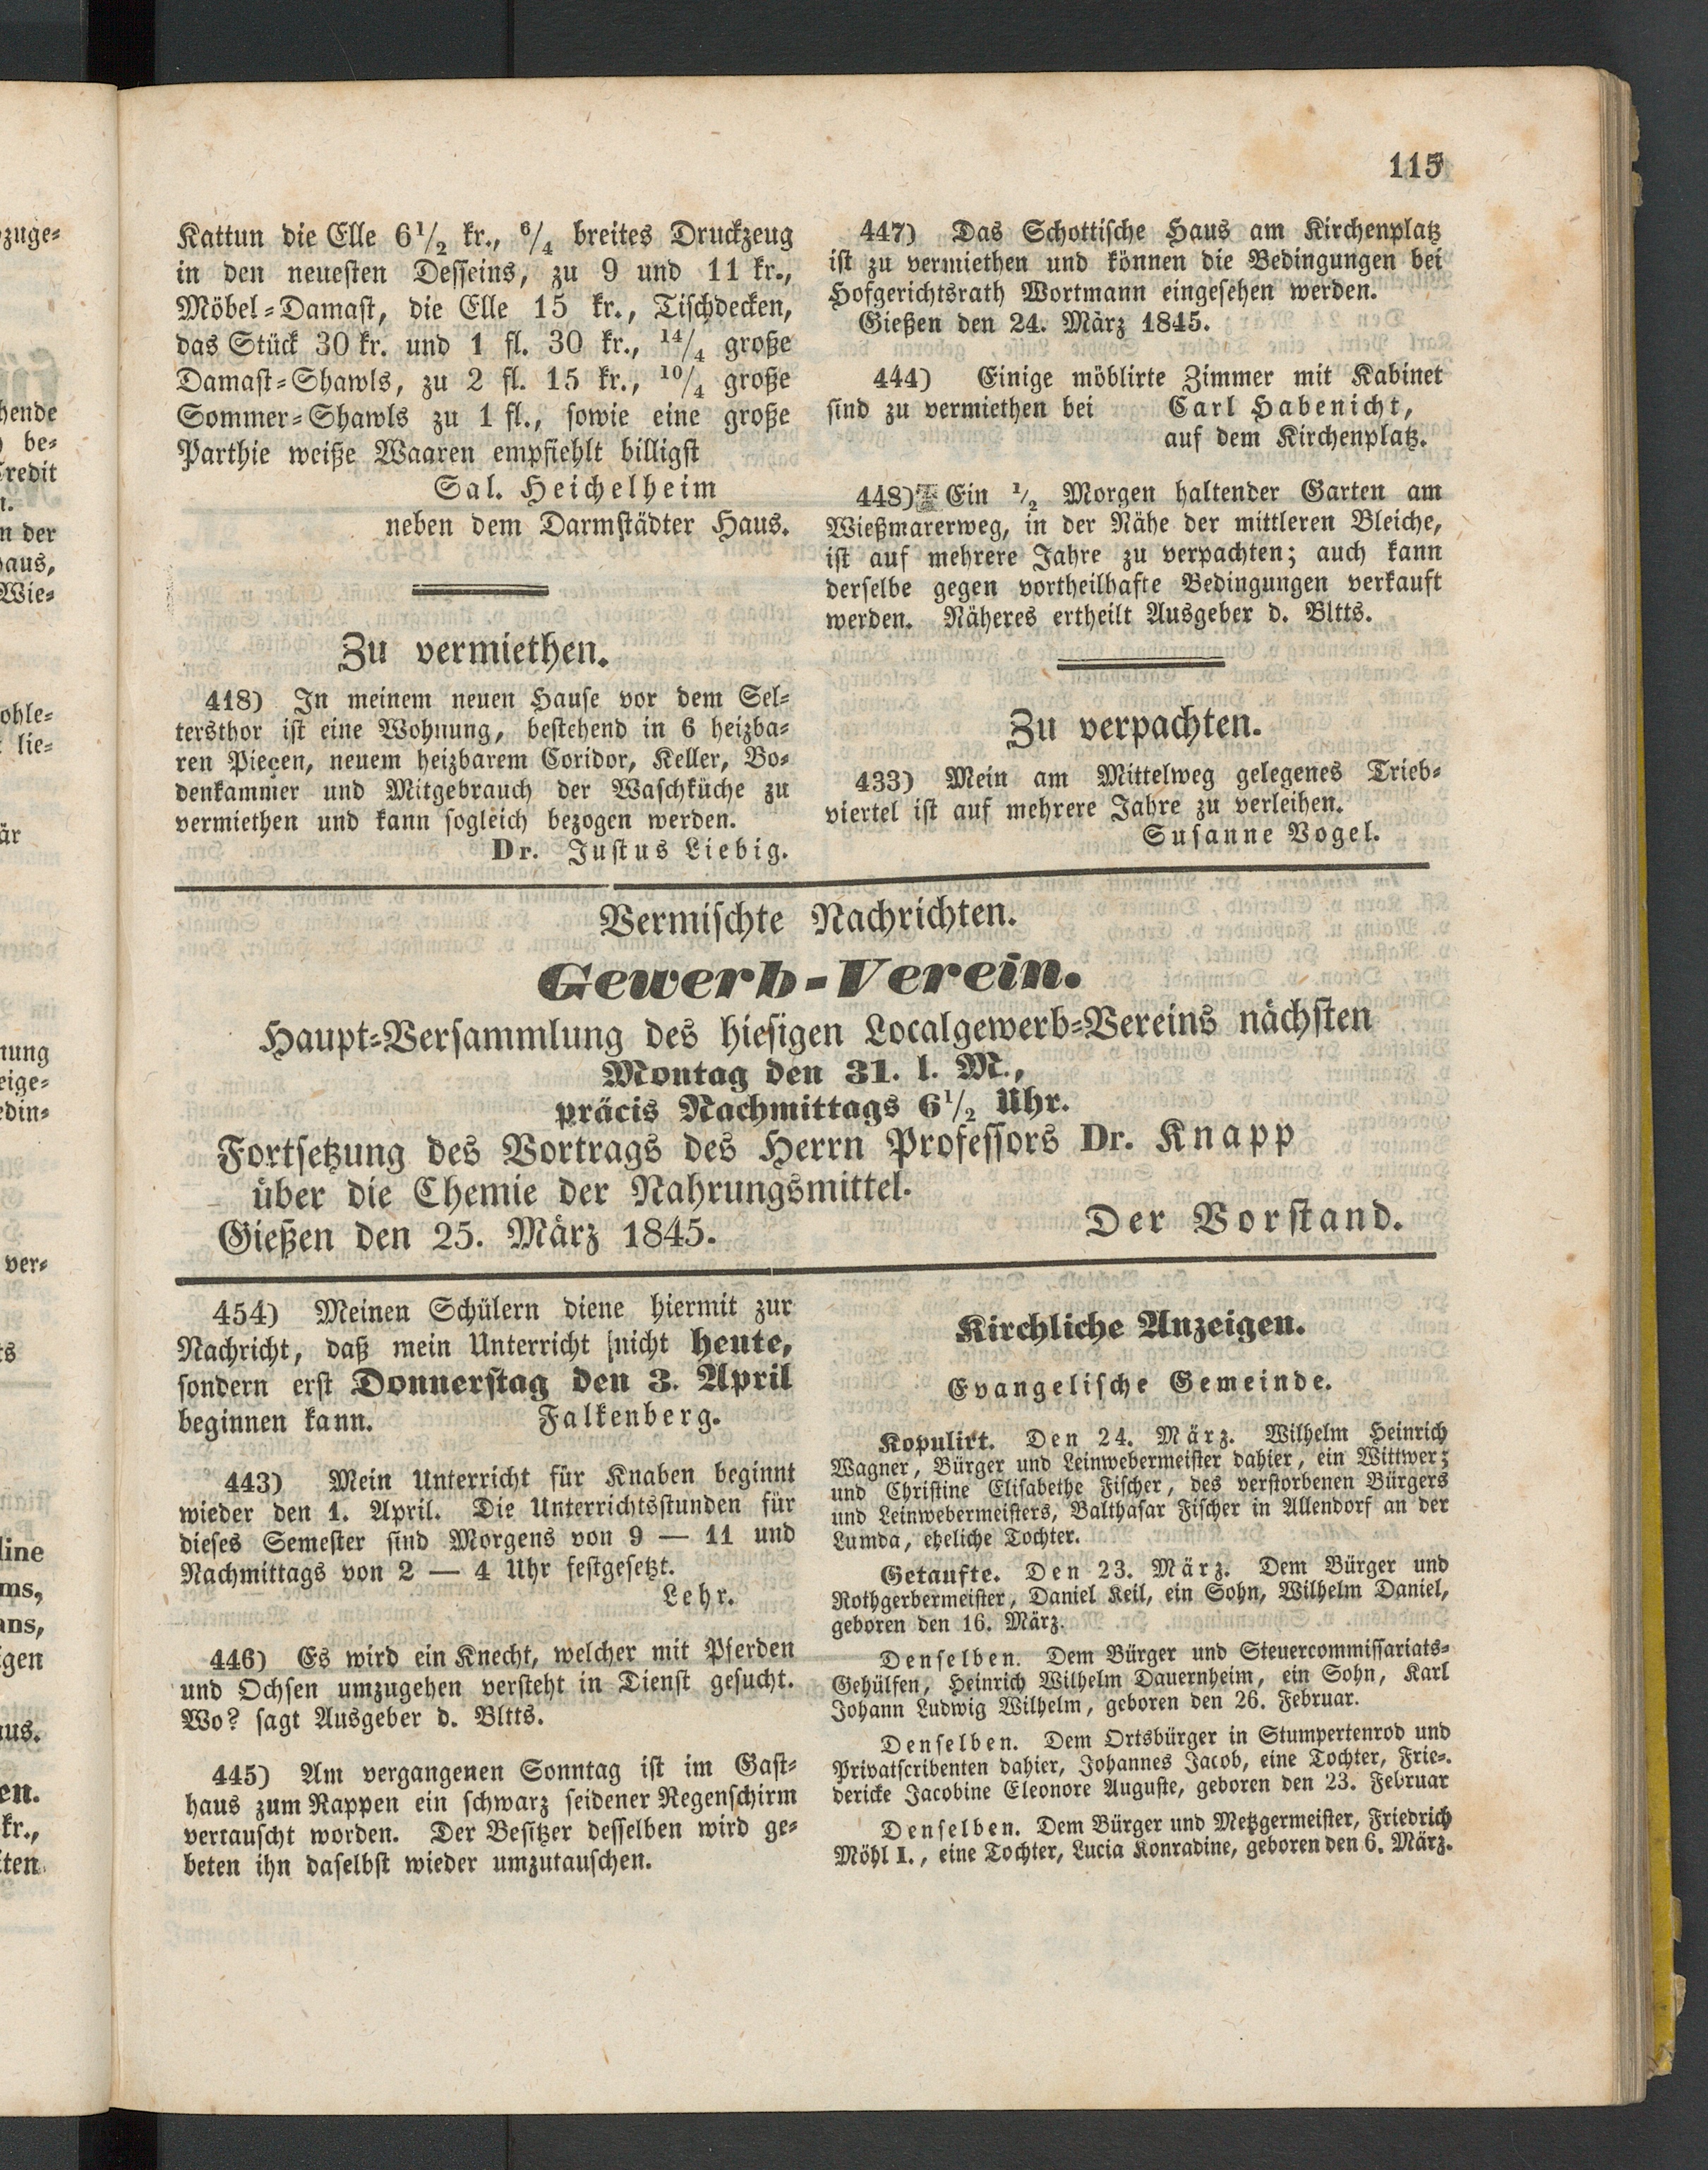 115
Kattun die Elle 6 1/2 kr., 6/4 breites Druckzeug
in den neuesten Desseins, zu 9 und 11 kr.,
Möbel=Damast, die Elle 15 kr., Tischdecken,
das Stück 30 kr. und 1 fl. 30 kr., 14/4 große
Damast=Shawls, zu 2 fl. 15 kr., 10/4 große
Sommer=Shawls zu 1 fl., sowie eine große
Parthie weiße Waaren empfiehlt billigst
Sal. Heichelheim
neben dem Darmstädter Haus.
Zu vermiethen.
418) In meinem neuen Hause vor dem Sel=
tersthor ist eine Wohnung, bestehend in 6 heizba=
ren Pieçen, neuem heizbarem Coridor, Keller, Bo=
denkammer und Mitgebrauch der Waschküche zu
vermiethen und kann sogleich bezogen werden.
Dr. Justus Liebig.
447) Das Schottische Haus am Kirchenplatz
ist zu vermiethen und können die Bedingungen bei
Hofgerichtsrath Wortmann eingesehen werden.
Gießen den 24. März 1845.
444) Einige möblirte Zimmer mit Kabinet
sind zu vermiethen bei Carl Habenicht,
auf dem Kirchenplatz.
448) Ein 1/2 Morgen haltender Garten am
Wießmarerweg, in der Nähe der mittleren Bleiche,
ist auf mehrere Jahre zu verpachten; auch kann
derselbe gegen vortheilhafte Bedingungen verkauft
werden. Näheres ertheilt Ausgeber d. Bltts.
Zu verpachten.
433) Mein am Mittelweg gelegenes Trieb=
viertel ist auf mehrere Jahre zu verleihen.
Susanne Vogel.
Vermischte Nachrichten.
Gewerb-Verein.
Haupt=Versammlung des hiesigen Localgewerb=Vereins nächsten
Montag den 31. l. M.,
präcis Nachmittags 6 1/2 Uhr.
Fortsetzung des Vortrags des Herrn Professors Dr. Knapp
über die Chemie der Nahrungsmittel.
Gießen den 25. März 1845.
Der Vorstand.
454) Meinen Schülern diene hiermit zur
Nachricht, daß mein Unterricht nicht heute,
sondern erst Donnerstag den 3. April
beginnen kann. Falkenberg.
443) Mein Unterricht für Knaben beginnt
wieder den 1. April. Die Unterrichtsstunden für
dieses Semester sind Morgens von 9 — 11 und
Nachmittags von 2 — 4 Uhr festgesetzt.
Lehr.
446) Es wird ein Knecht, welcher mit Pferden
und Ochsen umzugehen versteht in Dienst gesucht.
Wo? sagt Ausgeber d. Bltts.
445) Am vergangenen Sonntag ist im Gast=
haus zum Rappen ein schwarz seidener Regenschirm
vertauscht worden. Der Besitzer desselben wird ge=
beten ihn daselbst wieder umzutauschen.
Kirchliche Anzeigen.
Evangelische Gemeinde.
Kopulirt. Den 24. März. Wilhelm Heinrich
Wagner, Bürger und Leinwebermeister dahier, ein Wittwer;
und Christine Elisabethe Fischer, des verstorbenen Bürgers
und Leinwebermeisters, Balthasar Fischer in Allendorf an der
Lumda, eheliche Tochter.
Getaufte. Den 23. März. Dem Bürger und
Rothgerbermeister, Daniel Keil, ein Sohn, Wilhelm Daniel,
geboren den 16. März.
Denselben. Dem Bürger und Steuercommissariats=
Gehülfen, Heinrich Wilhelm Dauernheim, ein Sohn, Karl
Johann Ludwig Wilhelm, geboren den 26. Februar.
Denselben. Dem Ortsbürger in Stumpertenrod und
Privatscribenten dahier, Johannes Jacob, eine Tochter, Frie=
dericke Jacobine Eleonore Auguste, geboren den 23. Februar
Denselben. Dem Bürger und Metzgermeister, Friedrich
Möhl I., eine Tochter, Lucia Konradine, geboren den 6. März.